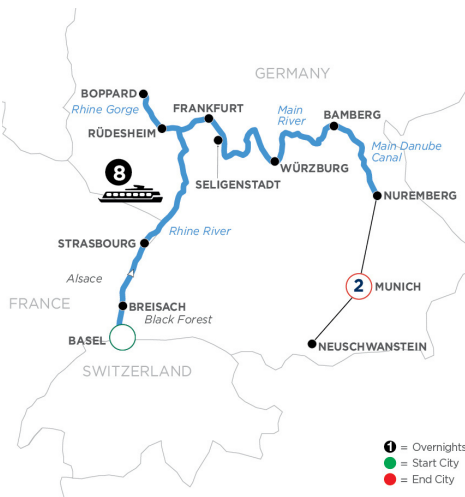 GERMANY
BOPPARD
Rhine Gorge
FRANKFURT
Main
River
BAMBERG
RÜDESHEIM
Main-Danube
Canal
8
WÜRZBURG
SELIGENSTADT
NUREMBERG
Rhine River
STRASBOURG
Alsace
2
MUNICH
FRANCE
BREISACH
Black Forest
BASEL
NEUSCHWANSTEIN
SWITZERLAND
1 = Overnights
= Start City
= End City